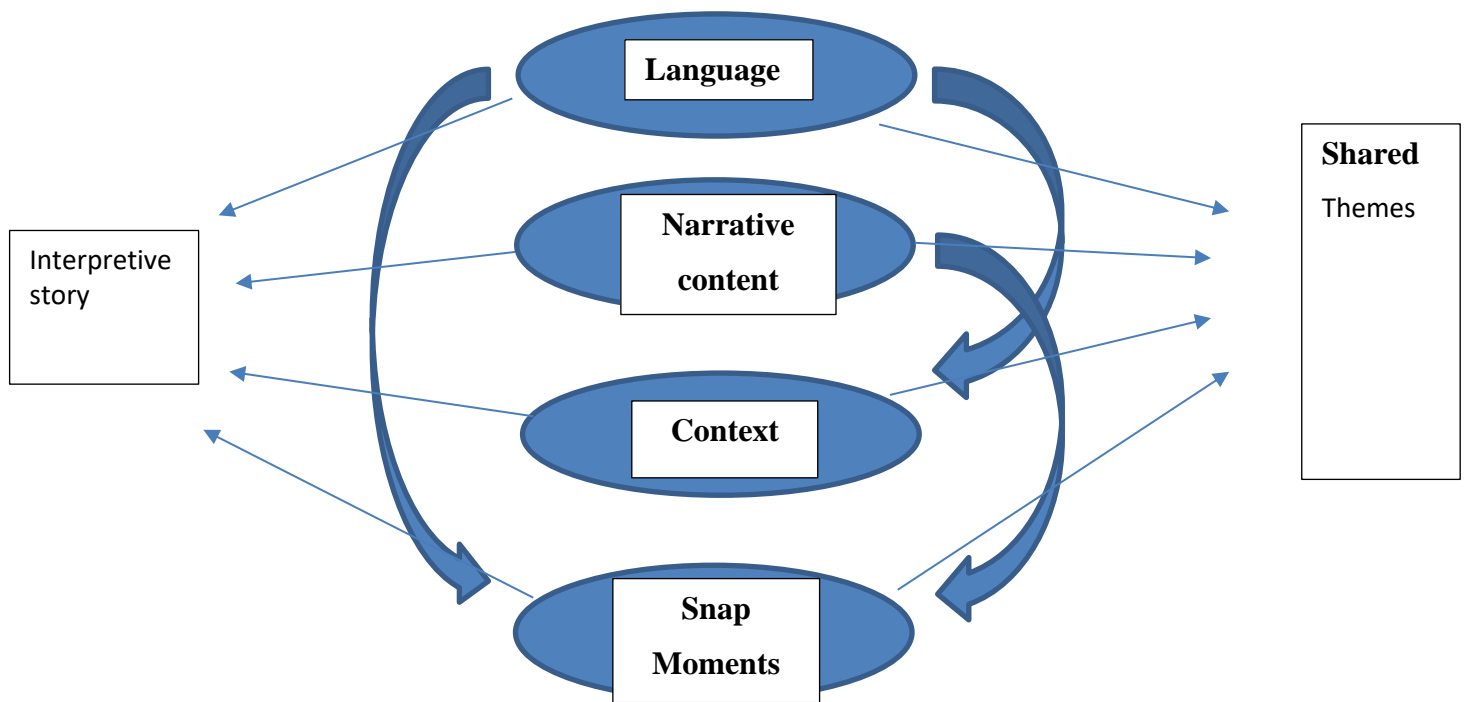 Language
Shared
Themes
Narrative
content
Interpretive
story
Context
Snap
Moments